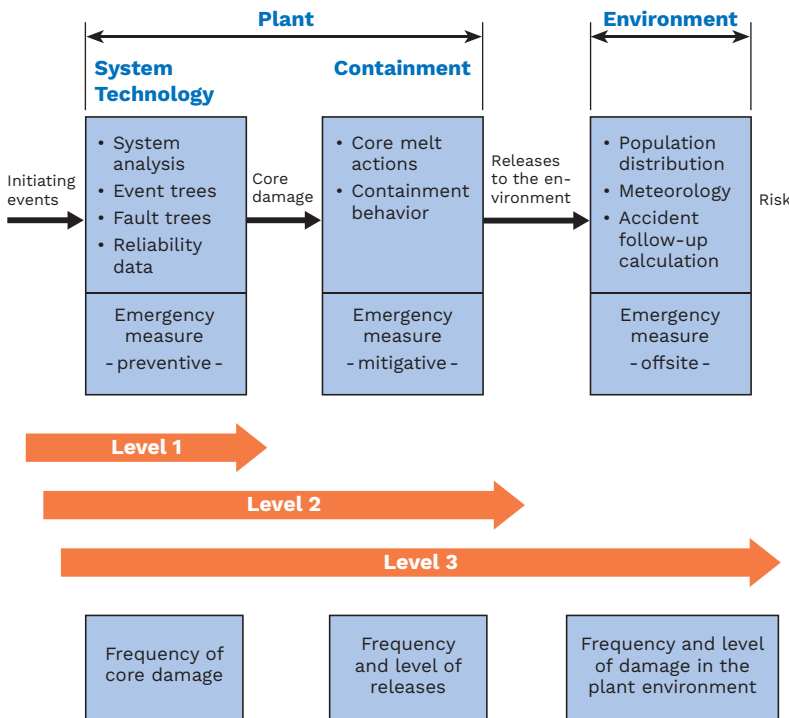 Plant
Environment
System
Technology
Containment
Initiating
events
• System
analysis
• Event trees
• Fault trees
• Reliability
data
Emergency
measure
- preventive -
Core
damage
• Core melt
actions
• Containment
behavior
Emergency
measure
- mitigative -
Releases
to the en-
vironment
• Population
distribution
• Meteorology
• Accident
follow-up
calculation
Emergency
measure
- offsite -
Risk
Level 1
Level 2
Level 3
Frequency of
core damage
Frequency
and level of
releases
Frequency and level
of damage in the
plant environment